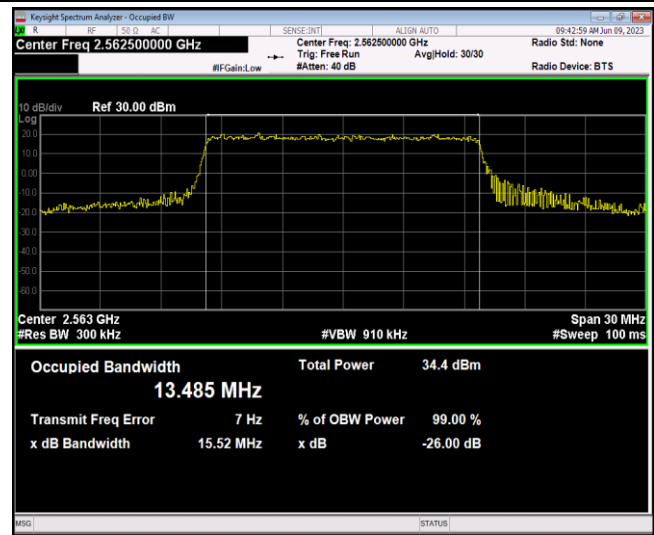 Keysight Spectrum Analyzer - Occupied BW
R RF 50 Ω AC SENSE:INT ALIGN AUTO 09:42:59 AM Jun 09, 2023
Center Freq 2.562500000 GHz Center Freq: 2.562500000 GHz Radio Std: None
Trig: Free Run Avg|Hold: 30/30
#IFGain:Low #Atten: 40 dB Radio Device: BTS
10 dB/div Ref 30.00 dBm
Log
20.0
10.0
0.00
-10.0
-20.0
-30.0
-40.0
-50.0
-60.0
Center 2.563 GHz Span 30 MHz
#Res BW 300 kHz #VBW 910 kHz #Sweep 100 ms
Occupied Bandwidth Total Power 34.4 dBm
13.485 MHz
Transmit Freq Error 7 Hz % of OBW Power 99.00 %
x dB Bandwidth 15.52 MHz x dB -26.00 dB
MSG STATUS